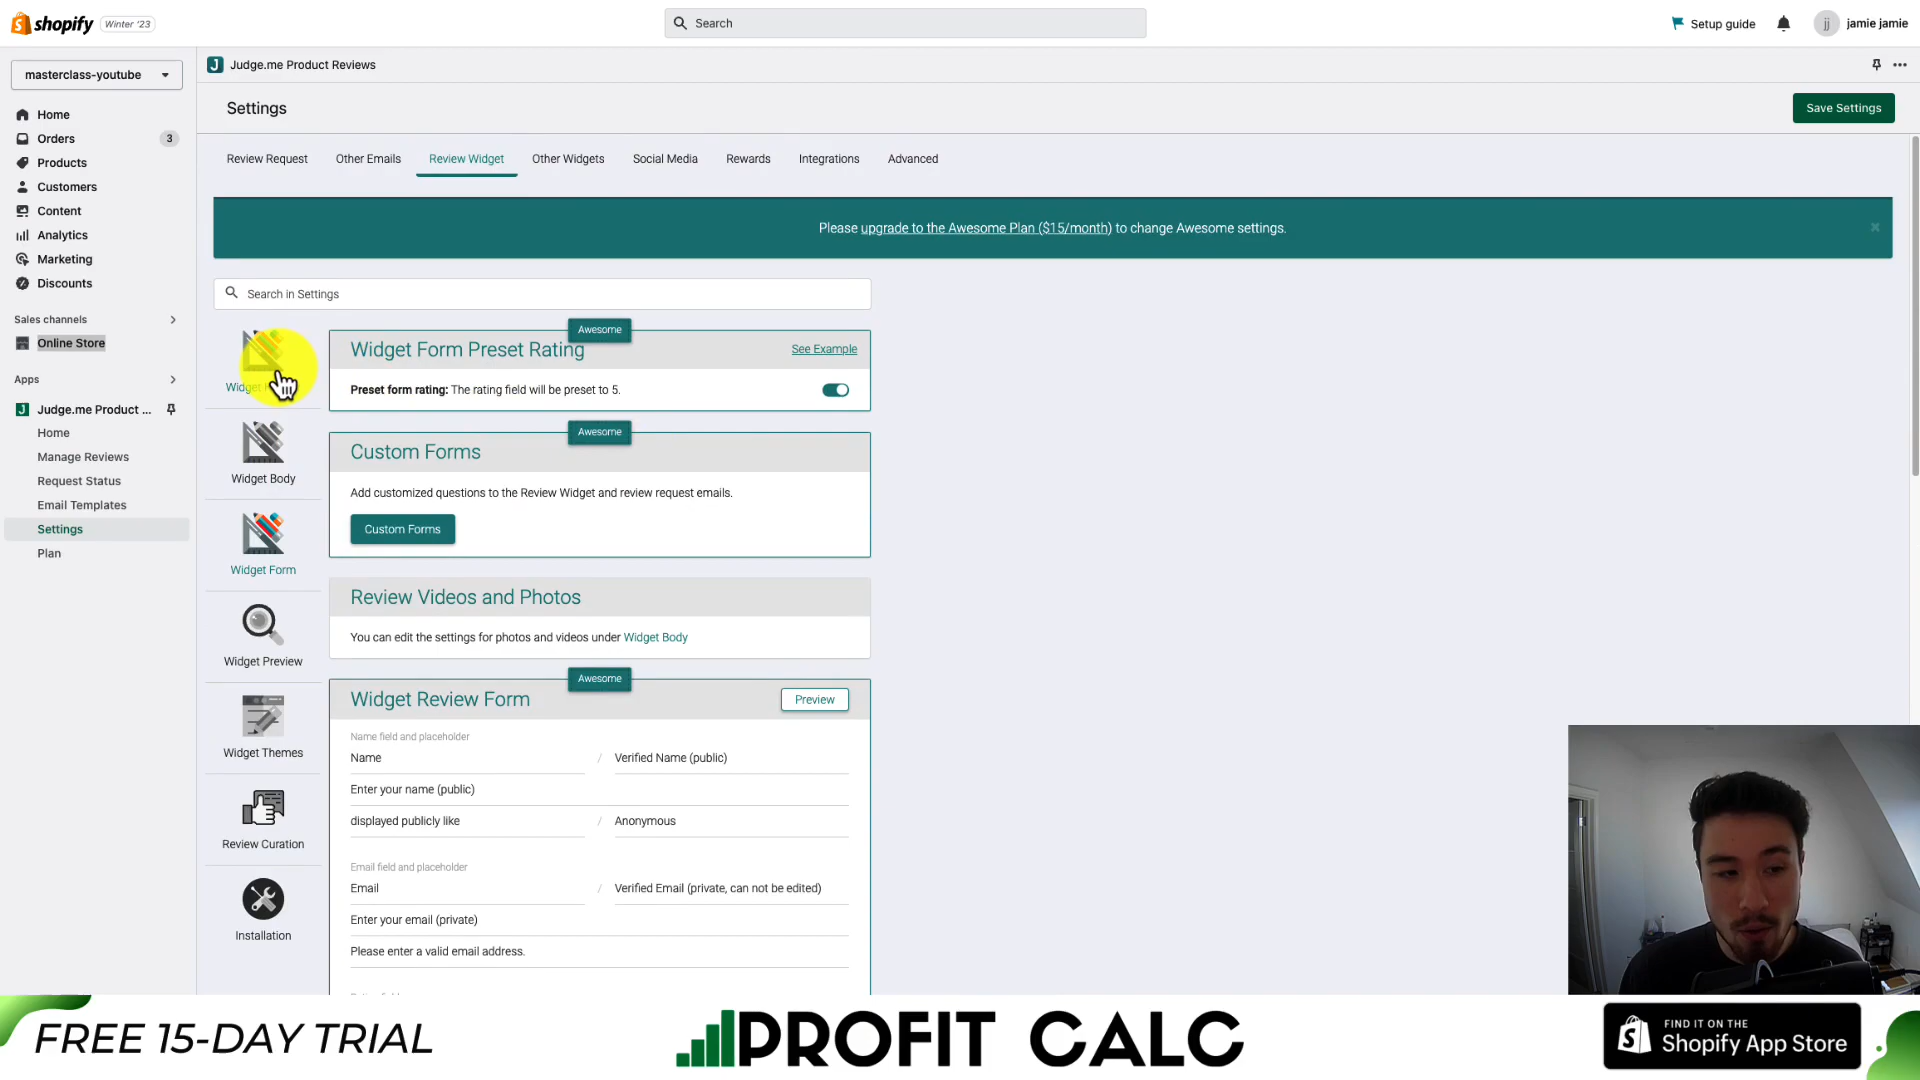 shopify
Winter '23
Search
Setup guide
jj
jamie jamie
masterclass-youtube
Home
Orders
3
Products
Customers
Content
Analytics
Marketing
Discounts
Sales channels
Online Store
Apps
J
Judge.me Product ...
Home
Manage Reviews
Request Status
Email Templates
Settings
Plan
J
Judge.me Product Reviews
Settings
Save Settings
Review Request
Other Emails
Review Widget
Other Widgets
Social Media
Rewards
Integrations
Advanced
Please upgrade to the Awesome Plan ($15/month) to change Awesome settings.
Search in Settings
Widget
Widget Body
Widget Form
Widget Preview
Widget Themes
Review Curation
Installation
Awesome
Widget Form Preset Rating
See Example
Preset form rating: The rating field will be preset to 5.
Awesome
Custom Forms
Add customized questions to the Review Widget and review request emails.
Custom Forms
Review Videos and Photos
You can edit the settings for photos and videos under Widget Body
Awesome
Widget Review Form
Preview
Name field and placeholder
Name / Verified Name (public)
Enter your name (public)
displayed publicly like / Anonymous
Email field and placeholder
Email / Verified Email (private, can not be edited)
Enter your email (private)
Please enter a valid email address.
FREE 15-DAY TRIAL
PROFIT CALC
FIND IT ON THE
Shopify App Store